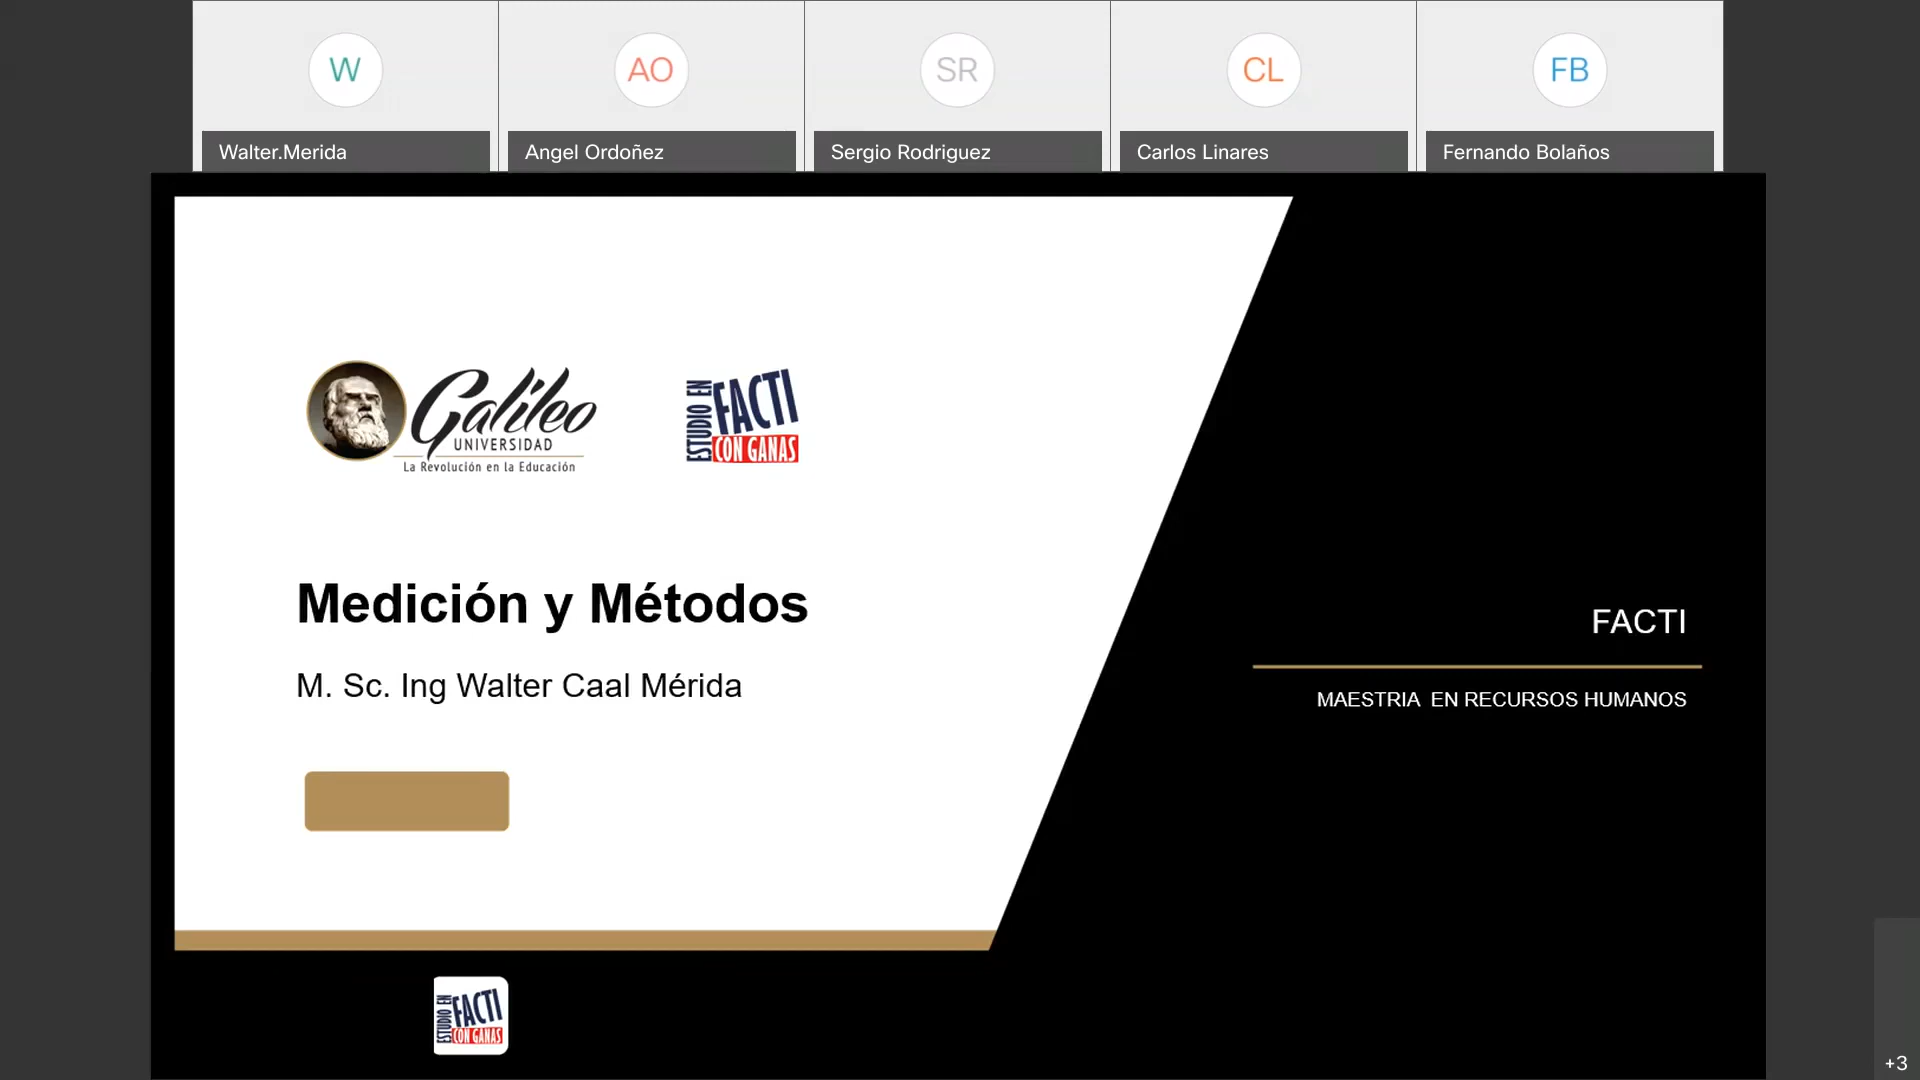 W
AO
SR
CL
FB
Walter.Merida
Angel Ordoñez
Sergio Rodriguez
Carlos Linares
Fernando Bolaños
Galileo
UNIVERSIDAD
La Revolución en la Educación
ESTUDIO EN
FACTI
CON GANAS
Medición y Métodos
M. Sc. Ing Walter Caal Mérida
FACTI
MAESTRIA EN RECURSOS HUMANOS
ESTUDIO EN
FACTI
CON GANAS
+3